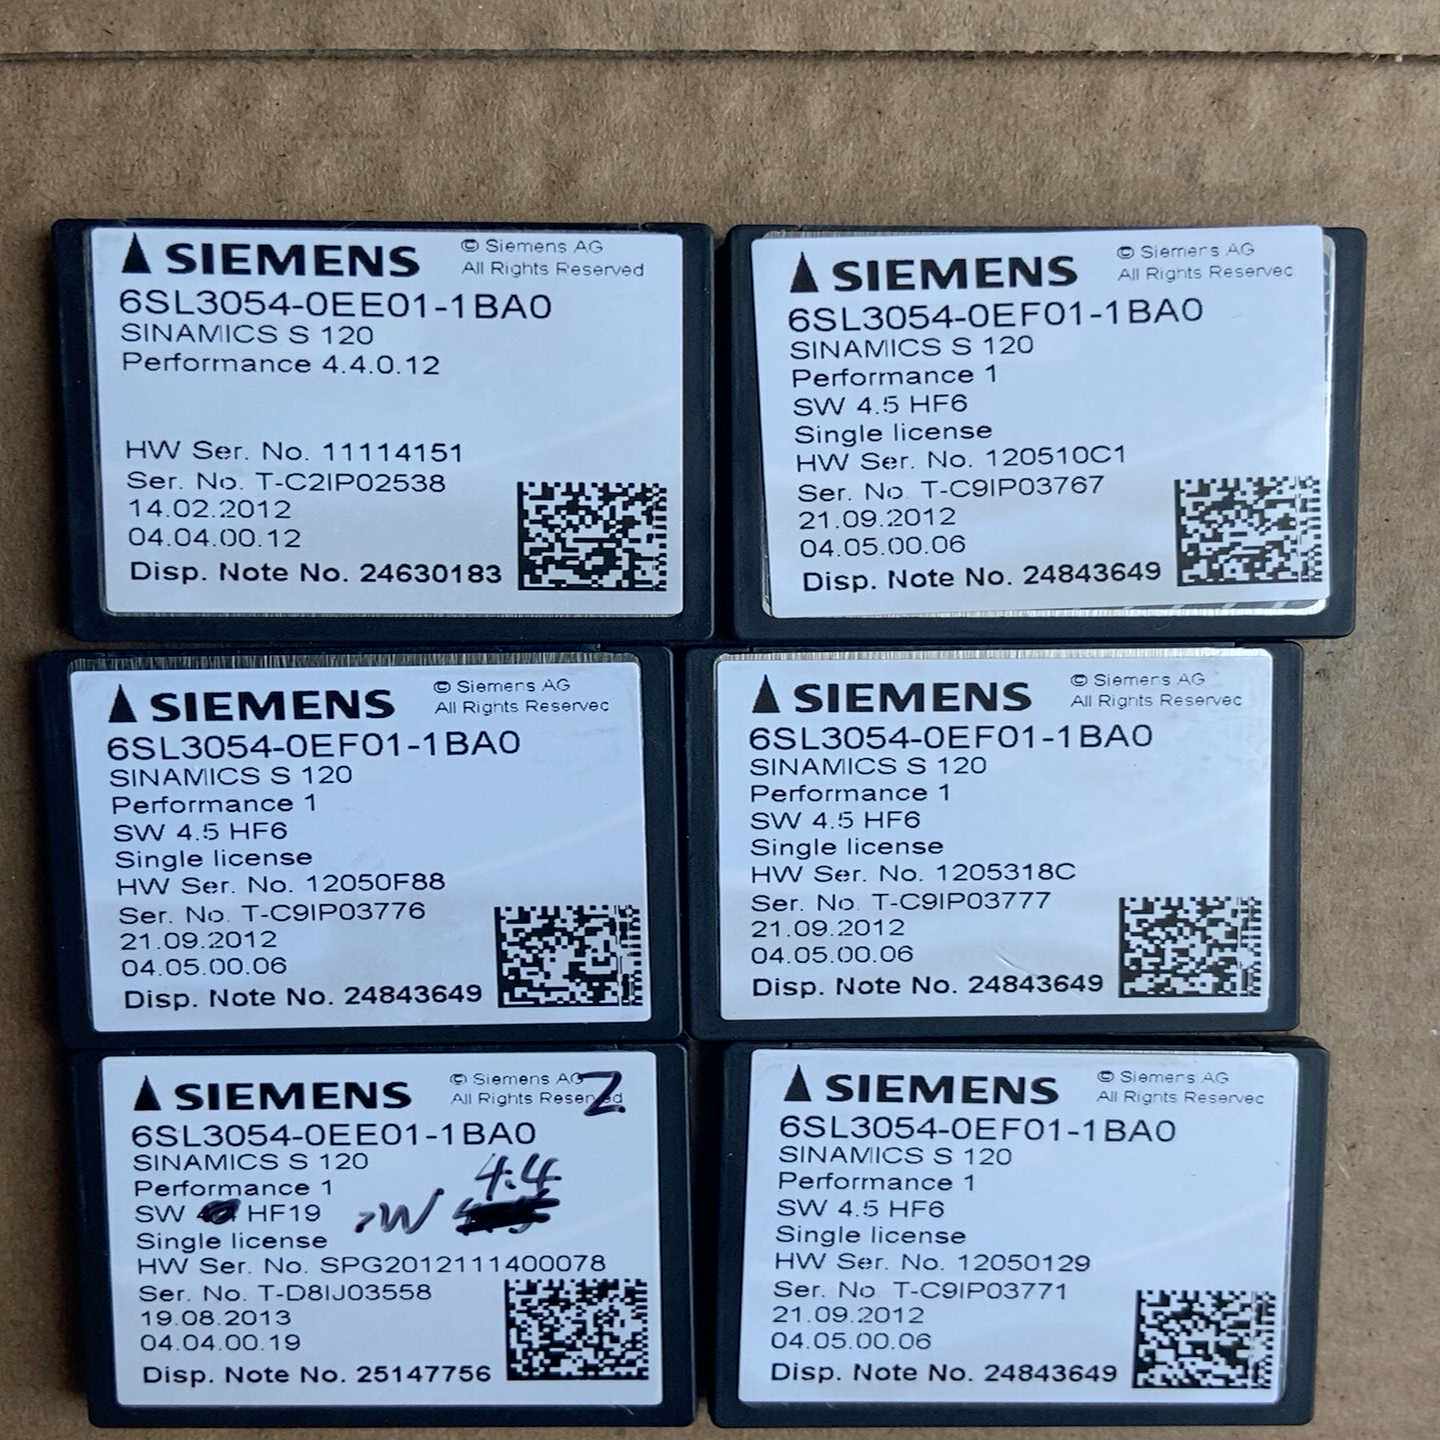 SIEMENS
© Siemens AG
All Rights Reserved
6SL3054-0EE01-1BA0
SINAMICS S 120
Performance 4.4.0.12
HW Ser. No. 11114151
Ser. No. T-C2IP02538
14.02.2012
04.04.00.12
Disp. Note No. 24630183
SIEMENS
© Siemens AG
All Rights Reservec
6SL3054-0EF01-1BA0
SINAMICS S 120
Performance 1
SW 4.5 HF6
Single license
HW Ser. No. 120510C1
Ser. No. T-C9IP03767
21.09.2012
04.05.00.06
Disp. Note No. 24843649
SIEMENS
© Siemens AG
All Rights Reservec
6SL3054-0EF01-1BA0
SINAMICS S 120
Performance 1
SW 4.5 HF6
Single license
HW Ser. No. 12050F88
Ser. No. T-C9IP03776
21.09.2012
04.05.00.06
Disp. Note No. 24843649
SIEMENS
© Siemens AG
All Rights Reservec
6SL3054-0EF01-1BA0
SINAMICS S 120
Performance 1
SW 4.5 HF6
Single license
HW Ser. No. 1205318C
Ser. No. T-C9IP03777
21.09.2012
04.05.00.06
Disp. Note No. 24843649
SIEMENS
© Siemens AG
All Rights Reserved
6SL3054-0EE01-1BA0
SINAMICS S 120
Performance 1
4.4
SW HF19
Single license
HW Ser. No. SPG2012111400078
Ser. No. T-D8IJ03558
19.08.2013
04.04.00.19
Disp. Note No. 25147756
SIEMENS
© Siemens AG
All Rights Reservec
6SL3054-0EF01-1BA0
SINAMICS S 120
Performance 1
SW 4.5 HF6
Single license
HW Ser. No. 12050129
Ser. No. T-C9IP03771
21.09.2012
04.05.00.06
Disp. Note No. 24843649